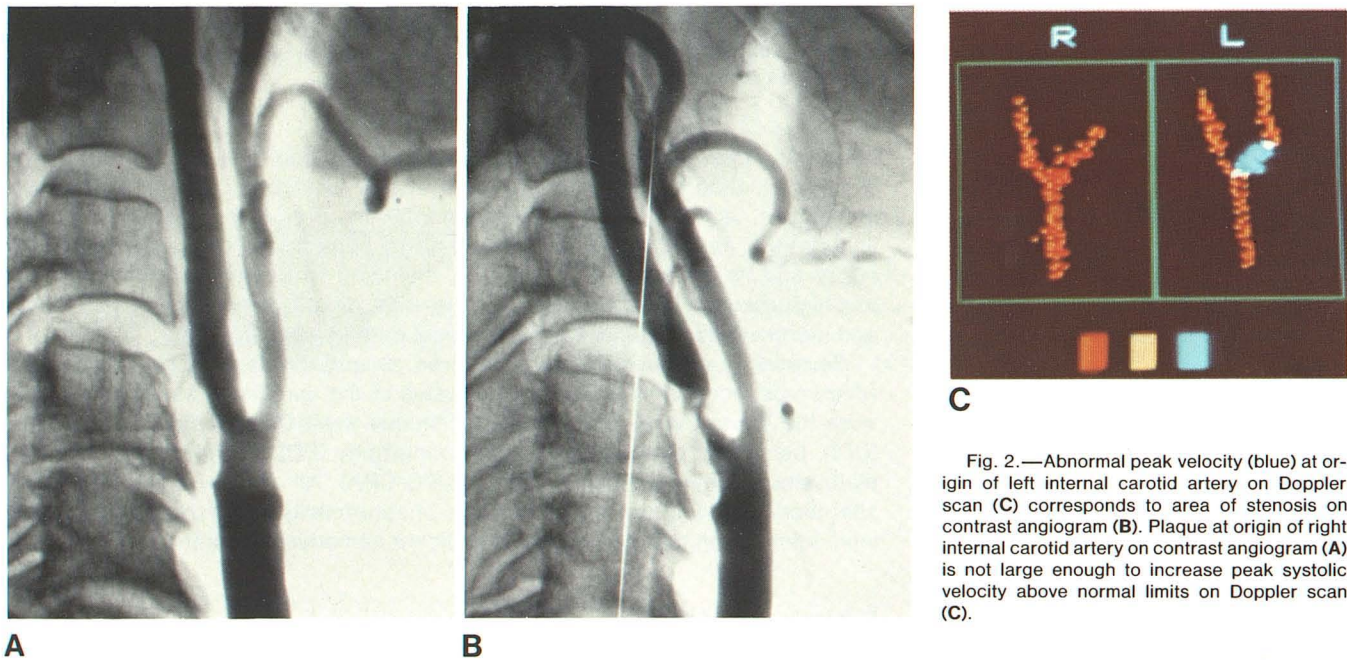 R L
A
B
C
Fig. 2.—Abnormal peak velocity (blue) at or-
igin of left internal carotid artery on Doppler
scan (C) corresponds to area of stenosis on
contrast angiogram (B). Plaque at origin of right
internal carotid artery on contrast angiogram (A)
is not large enough to increase peak systolic
velocity above normal limits on Doppler scan
(C).